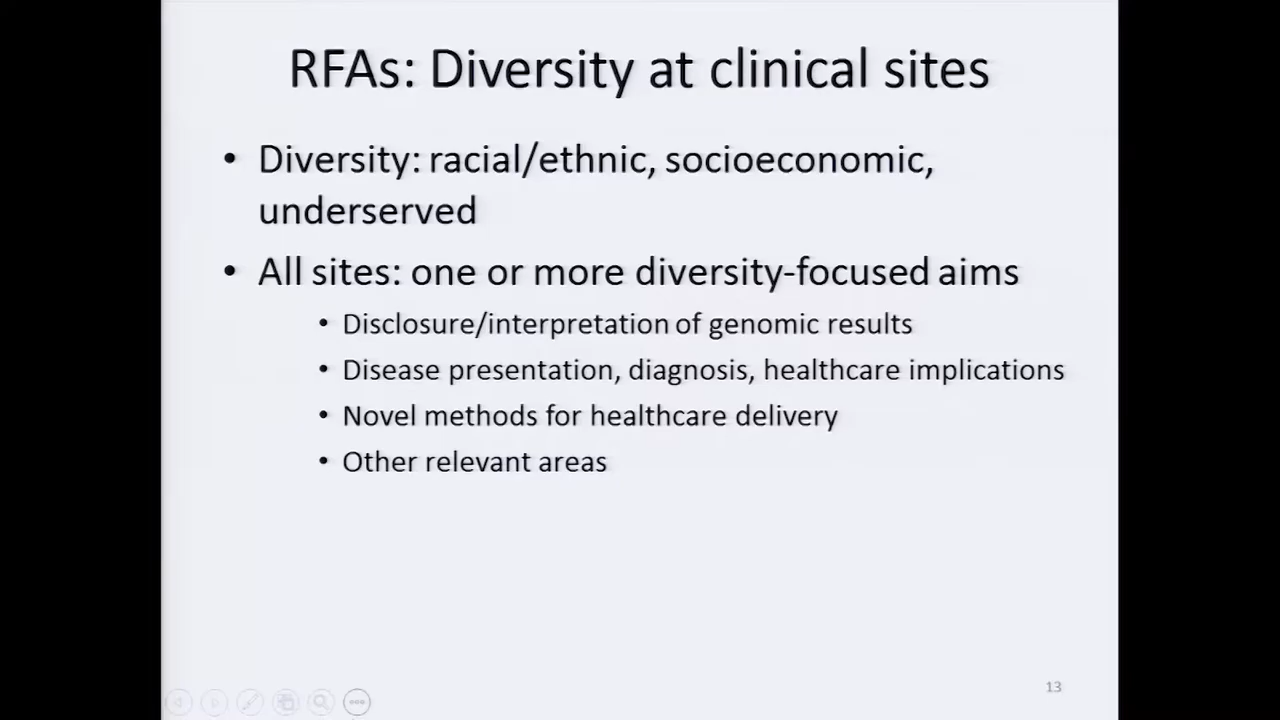 RFAs: Diversity at clinical sites
• Diversity: racial/ethnic, socioeconomic,
underserved
• All sites: one or more diversity-focused aims
• Disclosure/interpretation of genomic results
• Disease presentation, diagnosis, healthcare implications
• Novel methods for healthcare delivery
• Other relevant areas
13